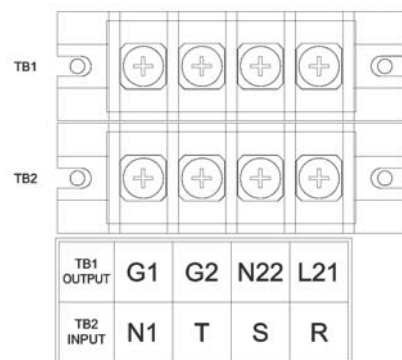 TB1
TB2
TB1 OUTPUT G1 G2 N22 L21
TB2 INPUT N1 T S R